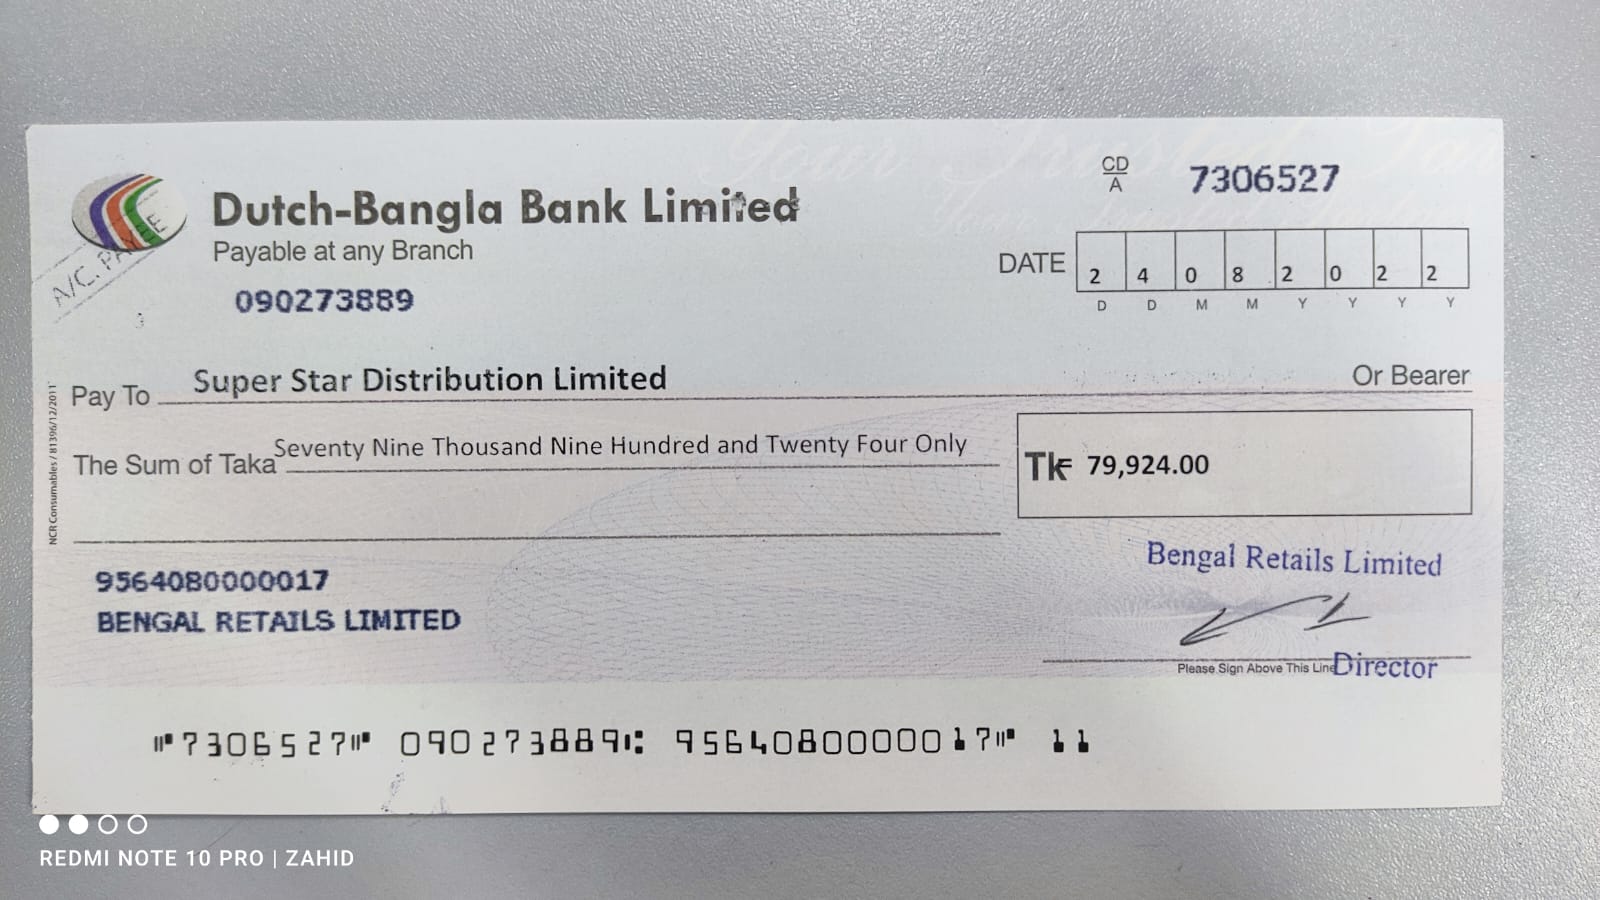 CD
A
7306527
Dutch-Bangla Bank Limited
Payable at any Branch
A/C. PAYEE
090273889
DATE 2 4 0 8 2 0 2 2
D D M M Y Y Y Y
Pay To Super Star Distribution Limited Or Bearer
The Sum of Taka Seventy Nine Thousand Nine Hundred and Twenty Four Only
Tk= 79,924.00
NCR Consumables / 81396/12/2011
9564080000017
BENGAL RETAILS LIMITED
Bengal Retails Limited
Please Sign Above This Line Director
"7306527" 090273889: 9564080000017" 11
REDMI NOTE 10 PRO | ZAHID